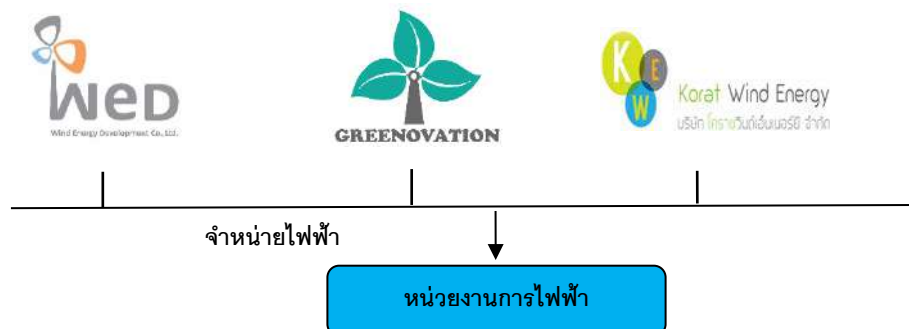 WED
Wind Energy Development Co.,Ltd.
GREENOVATION
K E W
Korat Wind Energy
บริษัท โคราชวินด์เอ็นเนอร์ยี จำกัด
จำหน่ายไฟฟ้า
หน่วยงานการไฟฟ้า